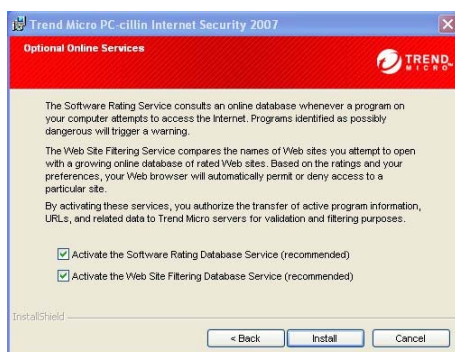 Trend Micro PC-cillin Internet Security 2007
Optional Online Services
TREND
MICRO
The Software Rating Service consults an online database whenever a program on
your computer attempts to access the Internet. Programs identified as possibly
dangerous will trigger a warning.
The Web Site Filtering Service compares the names of Web sites you attempt to open
with a growing online database of rated Web sites. Based on the ratings and your
preferences, your Web browser will automatically permit or deny access to a
particular site.
By activating these services, you authorize the transfer of active program information,
URLs, and related data to Trend Micro servers for validation and filtering purposes.
Activate the Software Rating Database Service (recommended)
Activate the Web Site Filtering Database Service (recommended)
InstallShield
< Back Install Cancel